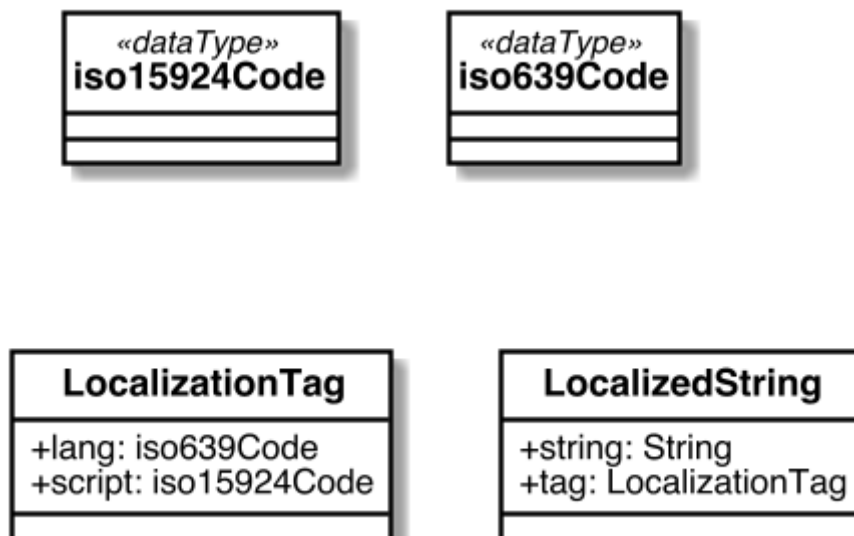 «dataType»
iso15924Code
«dataType»
iso639Code
LocalizationTag
+lang: iso639Code
+script: iso15924Code
LocalizedString
+string: String
+tag: LocalizationTag